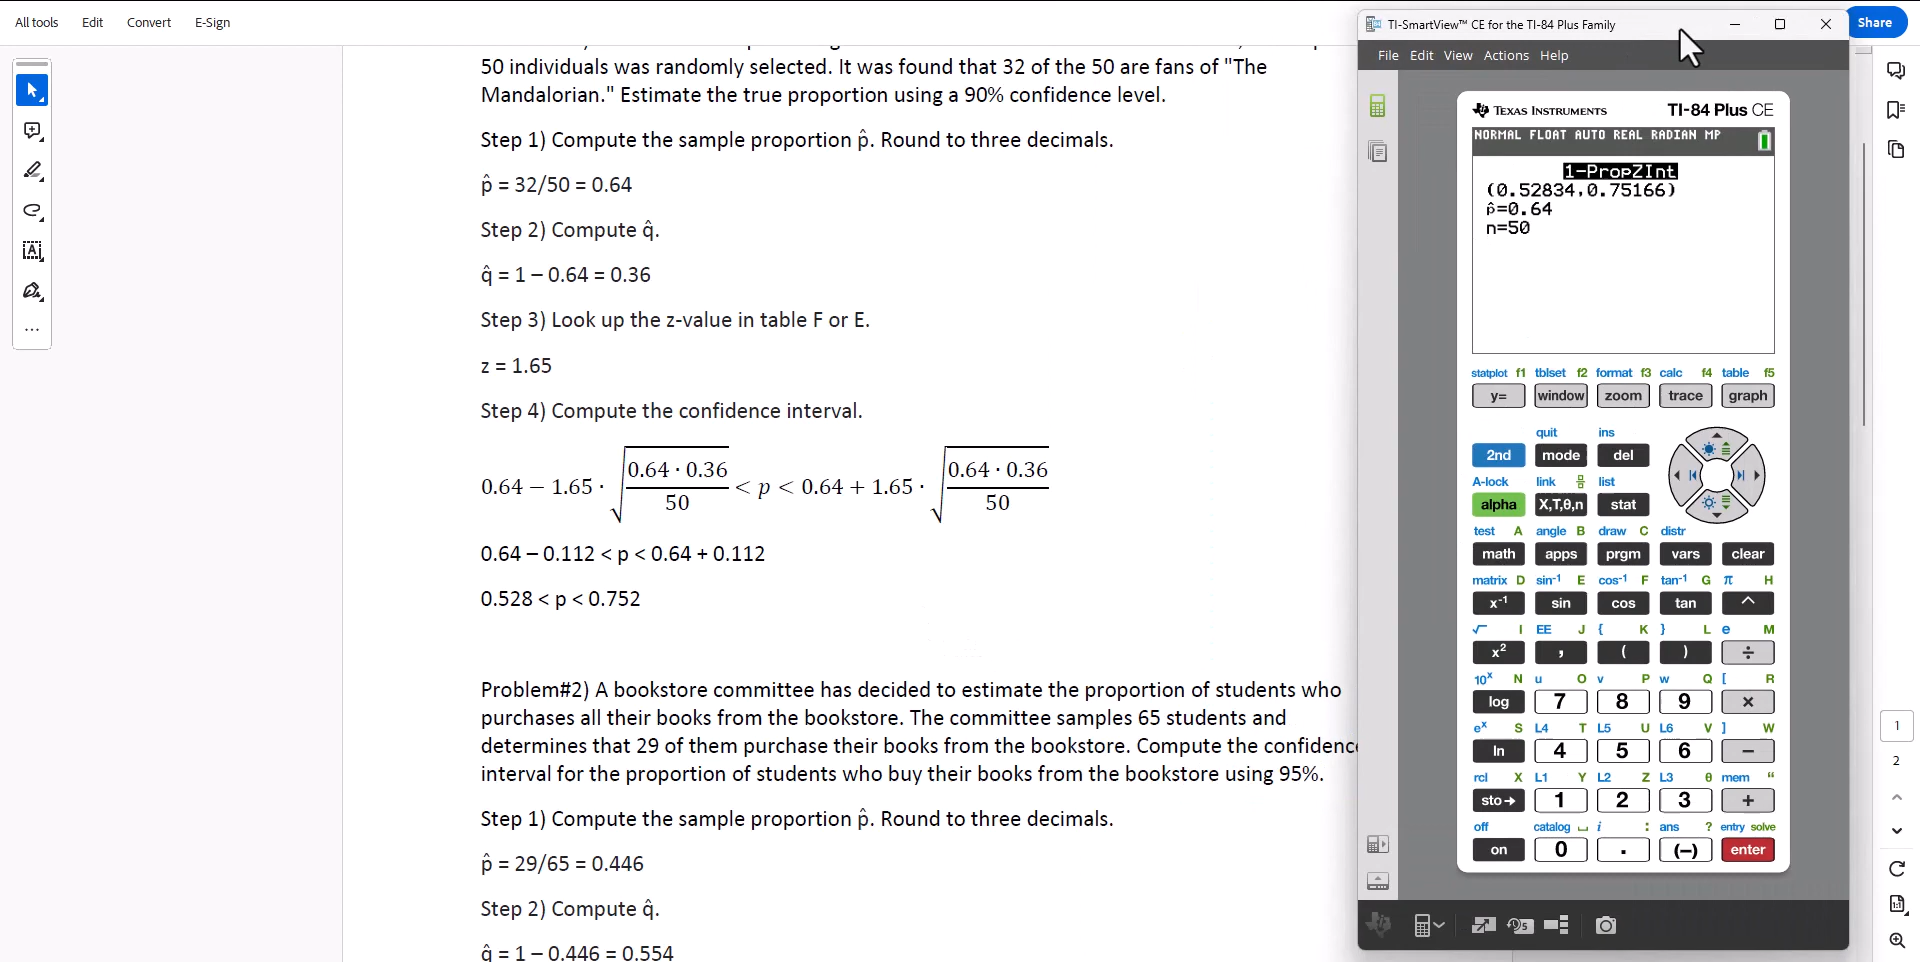 All tools Edit Convert E-Sign
50 individuals was randomly selected. It was found that 32 of the 50 are fans of "The
Mandalorian." Estimate the true proportion using a 90% confidence level.
Step 1) Compute the sample proportion p̂. Round to three decimals.
p̂ = 32/50 = 0.64
Step 2) Compute q̂.
q̂ = 1 – 0.64 = 0.36
Step 3) Look up the z-value in table F or E.
z = 1.65
Step 4) Compute the confidence interval.
0.64 − 1.65 · √(0.64 · 0.36 / 50) < p < 0.64 + 1.65 · √(0.64 · 0.36 / 50)
0.64 – 0.112 < p < 0.64 + 0.112
0.528 < p < 0.752
Problem#2) A bookstore committee has decided to estimate the proportion of students who
purchases all their books from the bookstore. The committee samples 65 students and
determines that 29 of them purchase their books from the bookstore. Compute the confidence
interval for the proportion of students who buy their books from the bookstore using 95%.
Step 1) Compute the sample proportion p̂. Round to three decimals.
p̂ = 29/65 = 0.446
Step 2) Compute q̂.
q̂ = 1 – 0.446 = 0.554
TI-SmartView™ CE for the TI-84 Plus Family
Share
File Edit View Actions Help
TEXAS INSTRUMENTS TI-84 Plus CE
NORMAL FLOAT AUTO REAL RADIAN MP
1-PropZInt
(0.52834,0.75166)
p̂=0.64
n=50
statplot f1 tblset f2 format f3 calc f4 table f5
y= window zoom trace graph
quit ins
2nd mode del
A-lock link list
alpha X,T,θ,n stat
test A angle B draw C distr
math apps prgm vars clear
matrix D sin⁻¹ E cos⁻¹ F tan⁻¹ G π H
x⁻¹ sin cos tan ^
√ I EE J { K } L e M
x² , ( ) ÷
10ˣ N u O v P w Q [ R
log 7 8 9 ×
eˣ S L4 T L5 U L6 V ] W
ln 4 5 6 −
rcl X L1 Y L2 Z L3 θ mem “
sto→ 1 2 3 +
off catalog ⎵ i : ans ? entry solve
on 0 . (–) enter
1
2